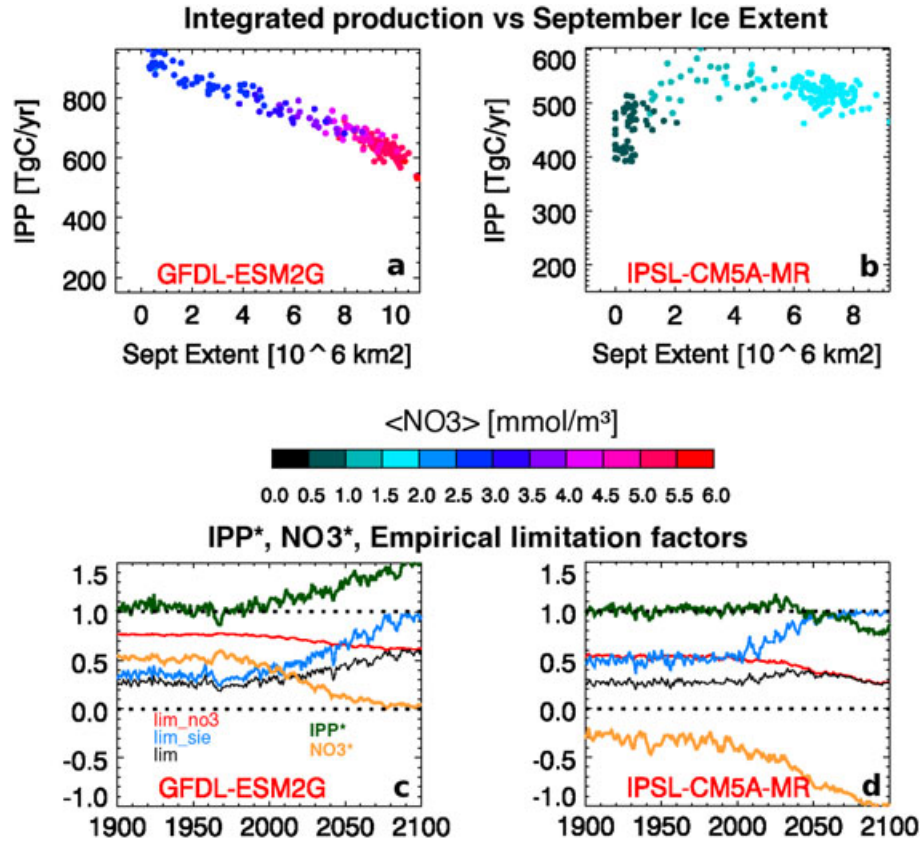 Integrated production vs September Ice Extent
IPP [TgC/yr]
800
600
400
200
GFDL-ESM2G
a
0 2 4 6 8 10
Sept Extent [10^6 km2]
IPP [TgC/yr]
600
500
400
300
200
IPSL-CM5A-MR
b
0 2 4 6 8
Sept Extent [10^6 km2]
<NO3> [mmol/m³]
0.0 0.5 1.0 1.5 2.0 2.5 3.0 3.5 4.0 4.5 5.0 5.5 6.0
IPP*, NO3*, Empirical limitation factors
1.5
1.0
0.5
0.0
-0.5
-1.0
lim_no3
lim_sie
lim
IPP*
NO3*
GFDL-ESM2G
c
1900 1950 2000 2050 2100
1.5
1.0
0.5
0.0
-0.5
-1.0
IPSL-CM5A-MR
d
1900 1950 2000 2050 2100